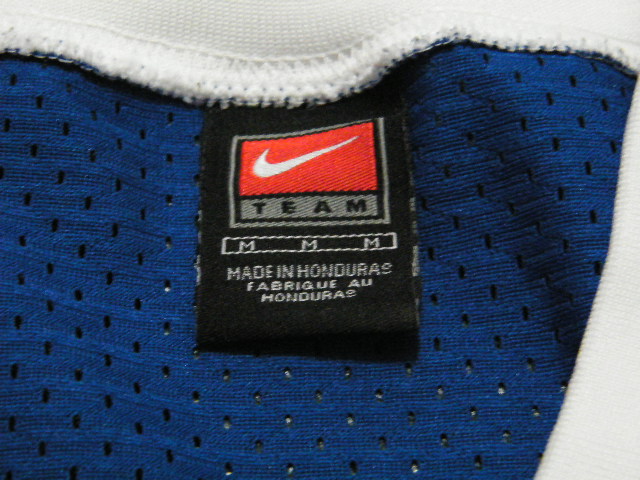 TEAM
M M M
MADE IN HONDURAS
FABRIQUE AU
HONDURAS